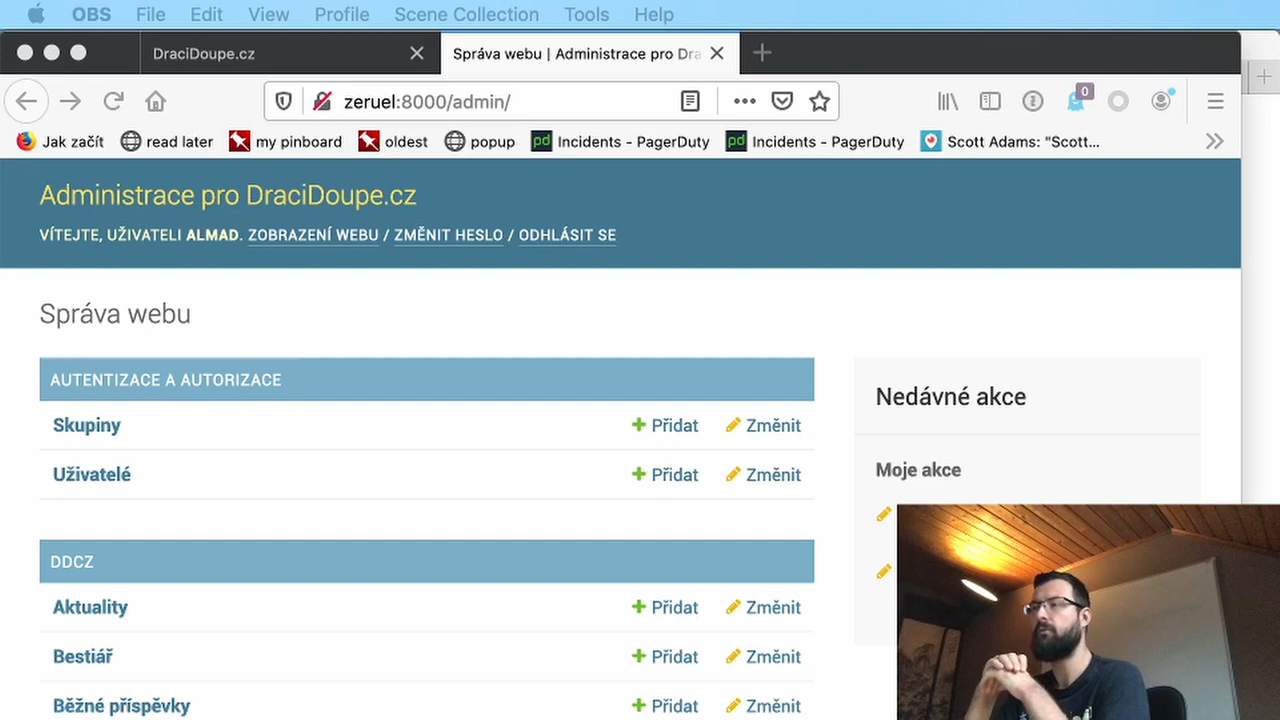 OBS File Edit View Profile Scene Collection Tools Help
DraciDoupe.cz
Správa webu | Administrace pro Dra
zeruel:8000/admin/
0
Jak začít read later my pinboard oldest popup pd Incidents - PagerDuty pd Incidents - PagerDuty Scott Adams: "Scott...
Administrace pro DraciDoupe.cz
VÍTEJTE, UŽIVATELI ALMAD. ZOBRAZENÍ WEBU / ZMĚNIT HESLO / ODHLÁSIT SE
Správa webu
AUTENTIZACE A AUTORIZACE
Skupiny Přidat Změnit
Uživatelé Přidat Změnit
DDCZ
Aktuality Přidat Změnit
Bestiář Přidat Změnit
Běžné příspěvky Přidat Změnit
Nedávné akce
Moje akce